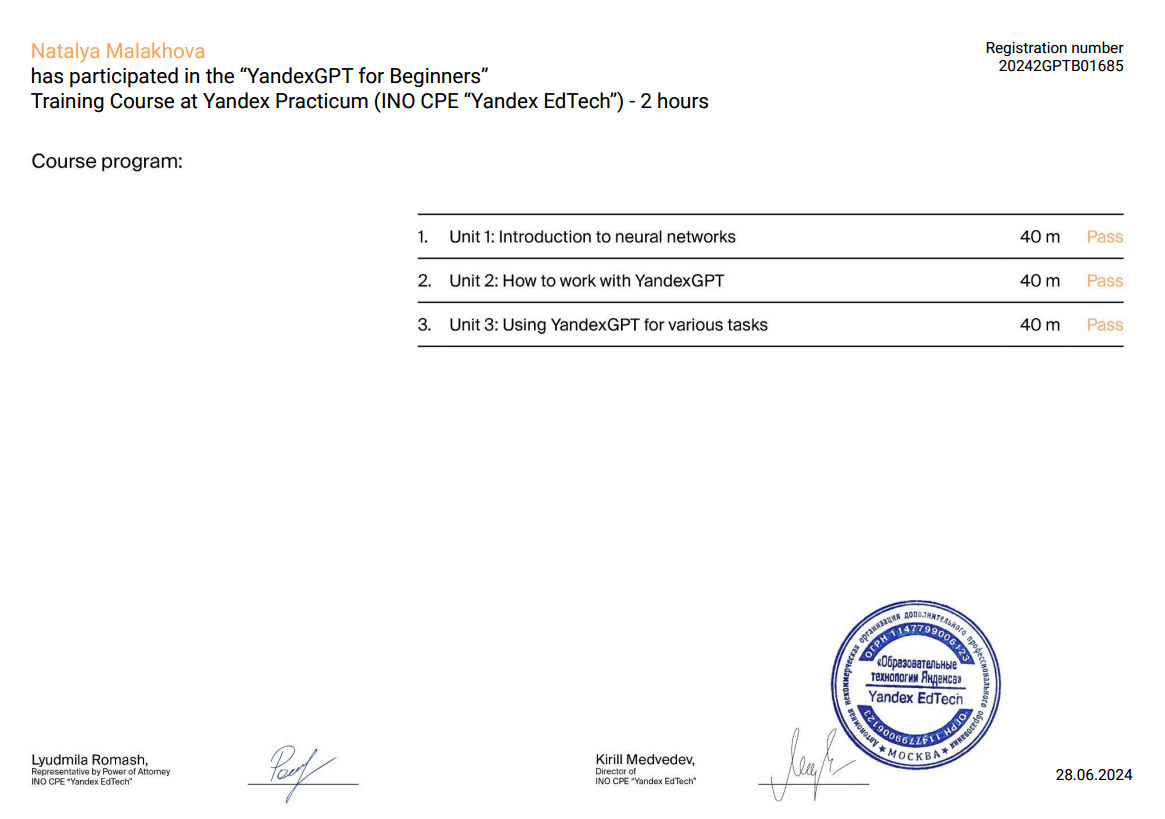 Natalya Malakhova
has participated in the “YandexGPT for Beginners”
Training Course at Yandex Practicum (INO CPE “Yandex EdTech”) - 2 hours
Registration number
20242GPTB01685
Course program:
1. Unit 1: Introduction to neural networks 40 m Pass
2. Unit 2: How to work with YandexGPT 40 m Pass
3. Unit 3: Using YandexGPT for various tasks 40 m Pass
Автономная некоммерческая организация дополнительного профессионального образования
ОГРН 1147799006123
«Образовательные
технологии Яндекса»
Yandex EdTech
ОГРН 1147799006123
★ МОСКВА ★
Lyudmila Romash,
Representative by Power of Attorney
INO CPE “Yandex EdTech”
Kirill Medvedev,
Director of
INO CPE “Yandex EdTech”
28.06.2024